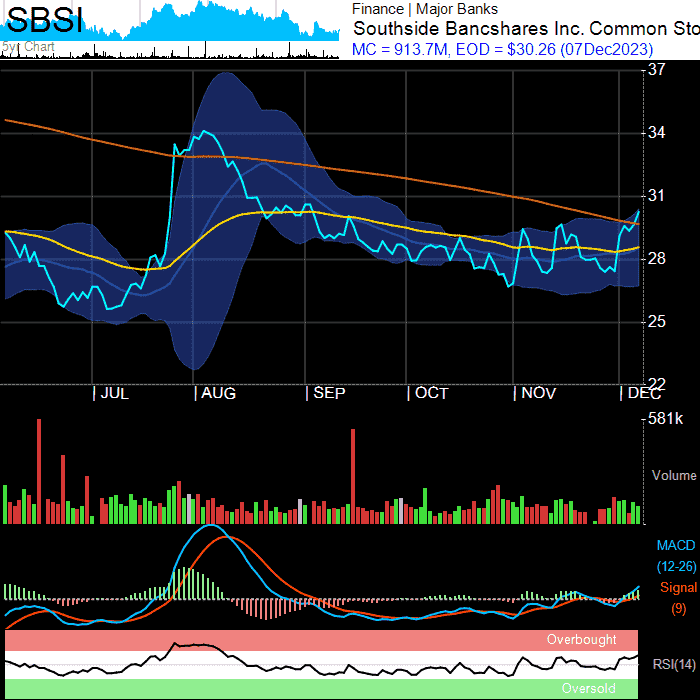 SBSI
5yr Chart
Finance | Major Banks
Southside Bancshares Inc. Common Sto
MC = 913.7M, EOD = $30.26 (07Dec2023)
37
34
31
28
25
22
JUL
AUG
SEP
OCT
NOV
DEC
581k
Volume
MACD
(12-26)
Signal
(9)
Overbought
RSI(14)
Oversold